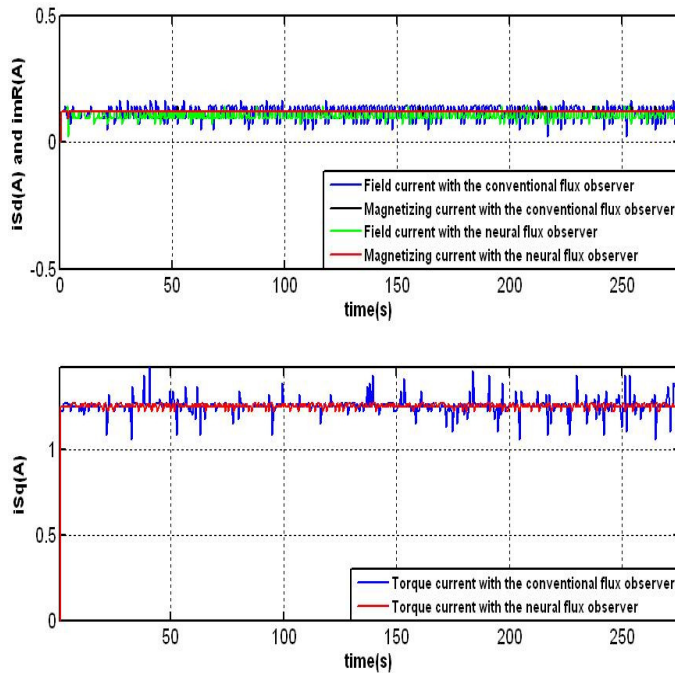 0.5
0
-0.5
iSd(A) and imR(A)
Field current with the conventional flux observer
Magnetizing current with the conventional flux observer
Field current with the neural flux observer
Magnetizing current with the neural flux observer
0 50 100 150 200 250
time(s)
1
0.5
0
iSq(A)
Torque current with the conventional flux observer
Torque current with the neural flux observer
50 100 150 200 250
time(s)